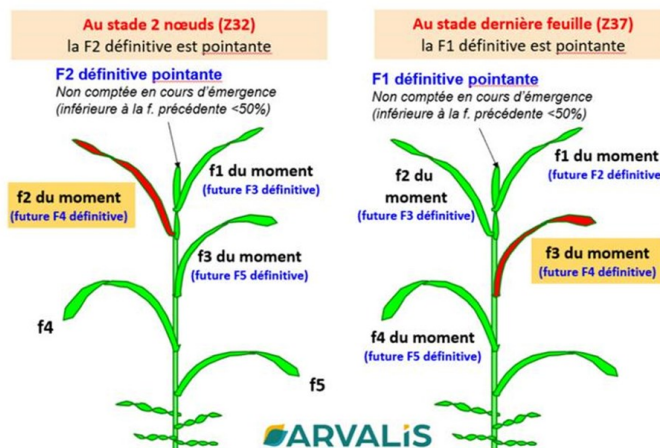 Au stade 2 nœuds (Z32)
la F2 définitive est pointante
F2 définitive pointante
Non comptée en cours d'émergence
(inférieure à la f. précédente <50%)
f1 du moment
(future F3 définitive)
f2 du moment
(future F4 définitive)
f3 du moment
(future F5 définitive)
f4
f5
Au stade dernière feuille (Z37)
la F1 définitive est pointante
F1 définitive pointante
Non comptée en cours d'émergence
(inférieure à la f. précédente <50%)
f1 du moment
(future F2 définitive)
f2 du
moment
(future F3 définitive)
f3 du moment
(future F4 définitive)
f4 du moment
(future F5 définitive)
ARVALIS